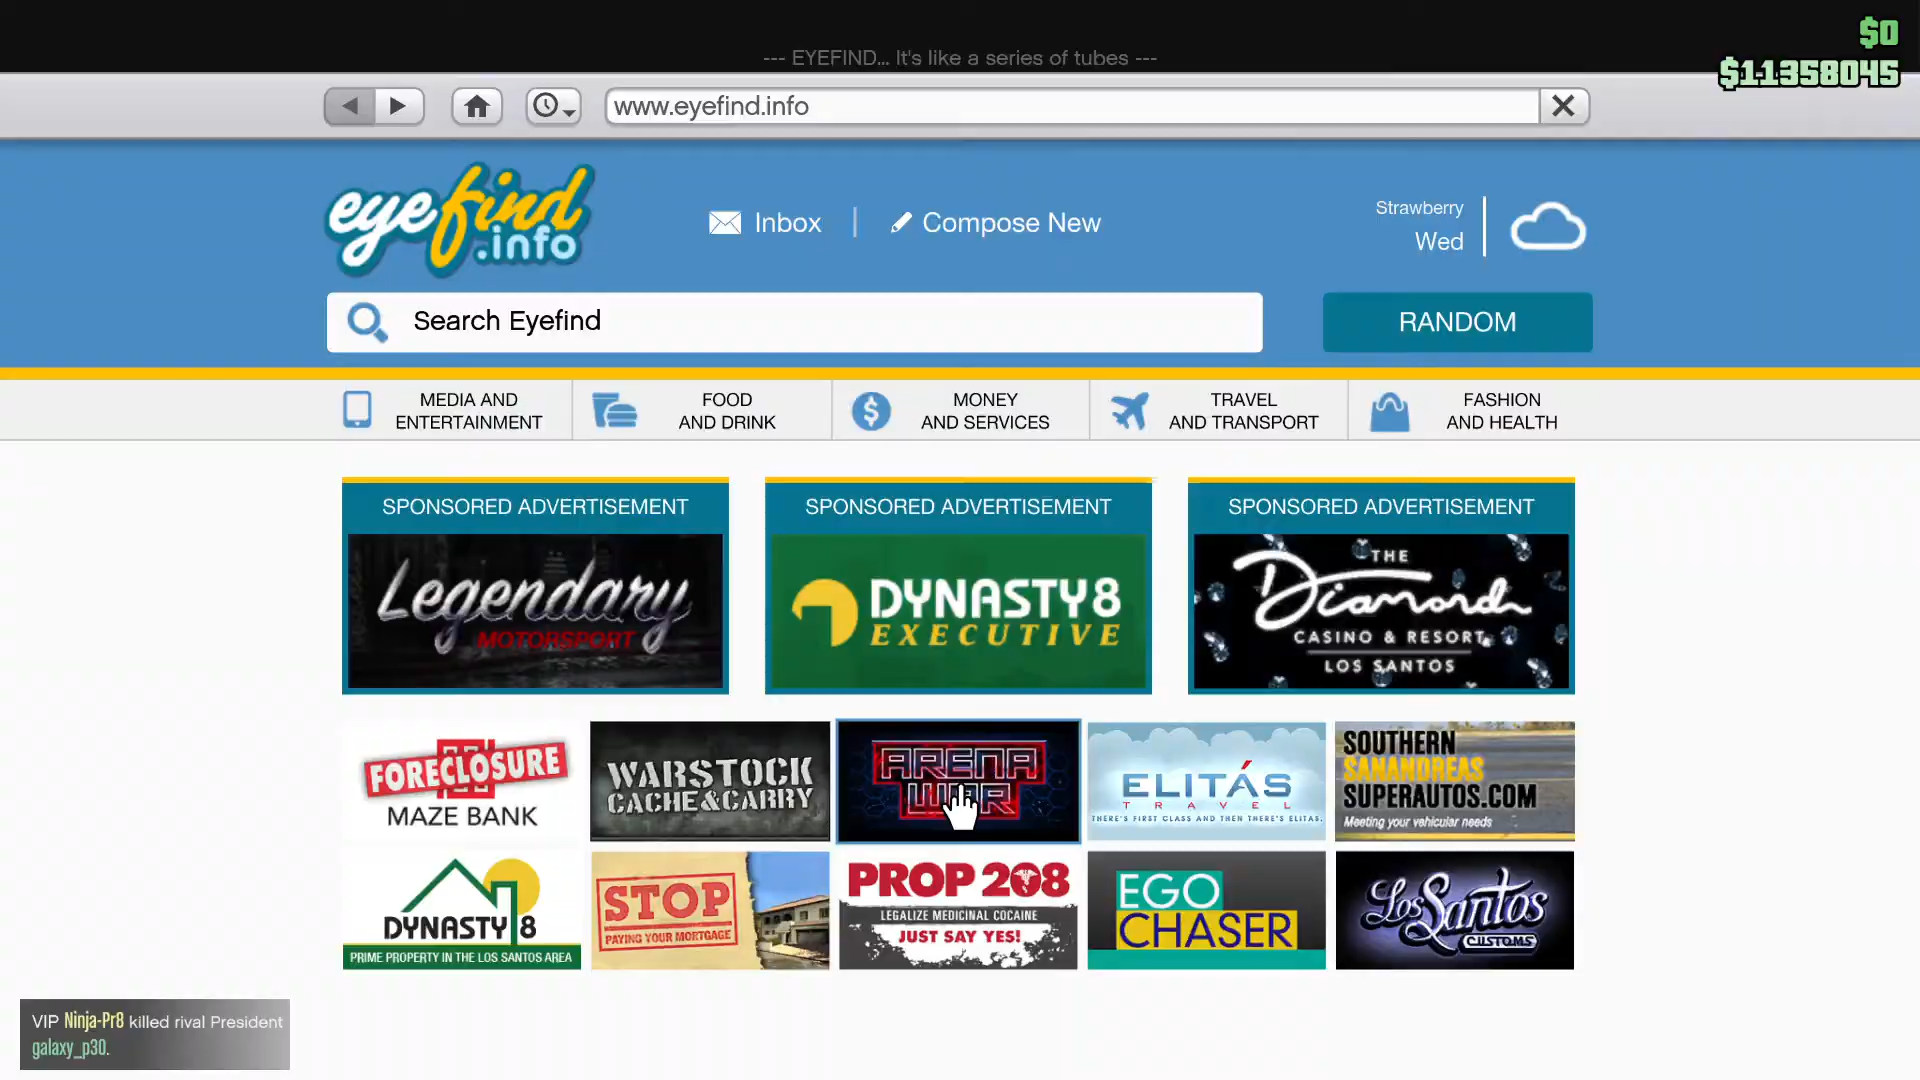 $0
--- EYEFIND... It's like a series of tubes ---
$11358045
www.eyefind.info
eyefind
.info
Inbox
Compose New
Strawberry
Wed
Search Eyefind
RANDOM
MEDIA AND
ENTERTAINMENT
FOOD
AND DRINK
MONEY
AND SERVICES
TRAVEL
AND TRANSPORT
FASHION
AND HEALTH
SPONSORED ADVERTISEMENT
Legendary
MOTORSPORT
SPONSORED ADVERTISEMENT
DYNASTY 8
EXECUTIVE
SPONSORED ADVERTISEMENT
THE
Diamond
CASINO & RESORT
LOS SANTOS
FORECLOSURE
MAZE BANK
WARSTOCK
CACHE&CARRY
ARENA
WAR
ELITÁS
TRAVEL
THERE'S FIRST CLASS AND THEN THERE'S ELITAS.
SOUTHERN
SANANDREAS
SUPERAUTOS.COM
Meeting your vehicular needs
DYNASTY 8
PRIME PROPERTY IN THE LOS SANTOS AREA
STOP
PAYING YOUR MORTGAGE
PROP 208
LEGALIZE MEDICINAL COCAINE
JUST SAY YES!
EGO
CHASER
Los Santos
CUSTOMS
VIP Ninja-Pr8 killed rival President
galaxy_p30.